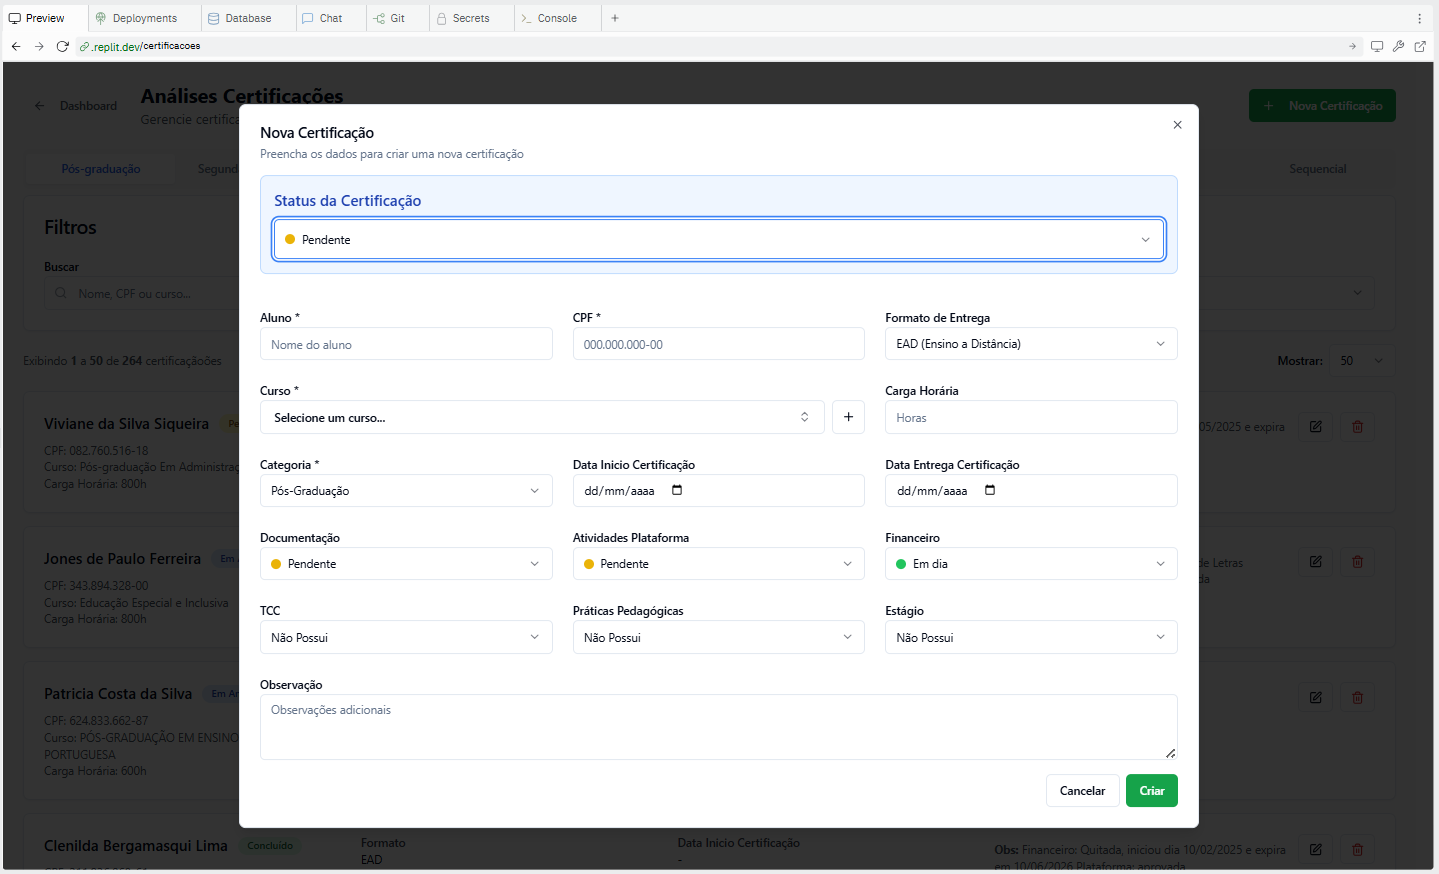 Preview
Deployments
Database
Chat
Git
Secrets
Console
.replit.dev/certificacoes
Dashboard
Análises Certificações
Gerencie certifica
Nova Certificação
Pós-graduação
Segund
Sequencial
Filtros
Buscar
Nome, CPF ou curso...
Exibindo 1 a 50 de 264 certificaçãoões
Mostrar:
50
Nova Certificação
Preencha os dados para criar uma nova certificação
Status da Certificação
Pendente
Aluno *
CPF *
Formato de Entrega
Nome do aluno
000.000.000-00
EAD (Ensino a Distância)
Curso *
Carga Horária
Selecione um curso...
Horas
Categoria *
Data Inicio Certificação
Data Entrega Certificação
Pós-Graduação
dd/mm/aaaa
dd/mm/aaaa
Documentação
Atividades Plataforma
Financeiro
Pendente
Pendente
Em dia
TCC
Práticas Pedagógicas
Estágio
Não Possui
Não Possui
Não Possui
Observação
Observações adicionais
Cancelar
Criar
Viviane da Silva Siqueira
Pe
CPF: 082.760.516-18
Curso: Pós-graduação Em Administraç
Carga Horária: 800h
05/2025 e expira
Jones de Paulo Ferreira
Em
CPF: 343.894.328-00
Curso: Educação Especial e Inclusiva
Carga Horária: 800h
de Letras
da
Patricia Costa da Silva
Em An
CPF: 624.833.662-87
Curso: PÓS-GRADUAÇÃO EM ENSINO
PORTUGUESA
Carga Horária: 600h
Clenilda Bergamasqui Lima
Concluído
Formato
EAD
Data Inicio Certificação
-
Obs: Financeiro: Quitada, iniciou dia 10/02/2025 e expira
em 10/06/2026 Plataforma: aprovada